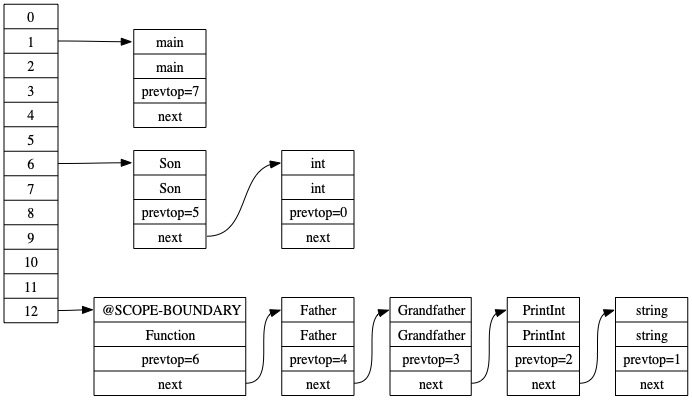 0
1
2
3
4
5
6
7
8
9
10
11
12
main
main
prevtop=7
next
Son
Son
prevtop=5
next
int
int
prevtop=0
next
@SCOPE-BOUNDARY
Function
prevtop=6
next
Father
Father
prevtop=4
next
Grandfather
Grandfather
prevtop=3
next
PrintInt
PrintInt
prevtop=2
next
string
string
prevtop=1
next